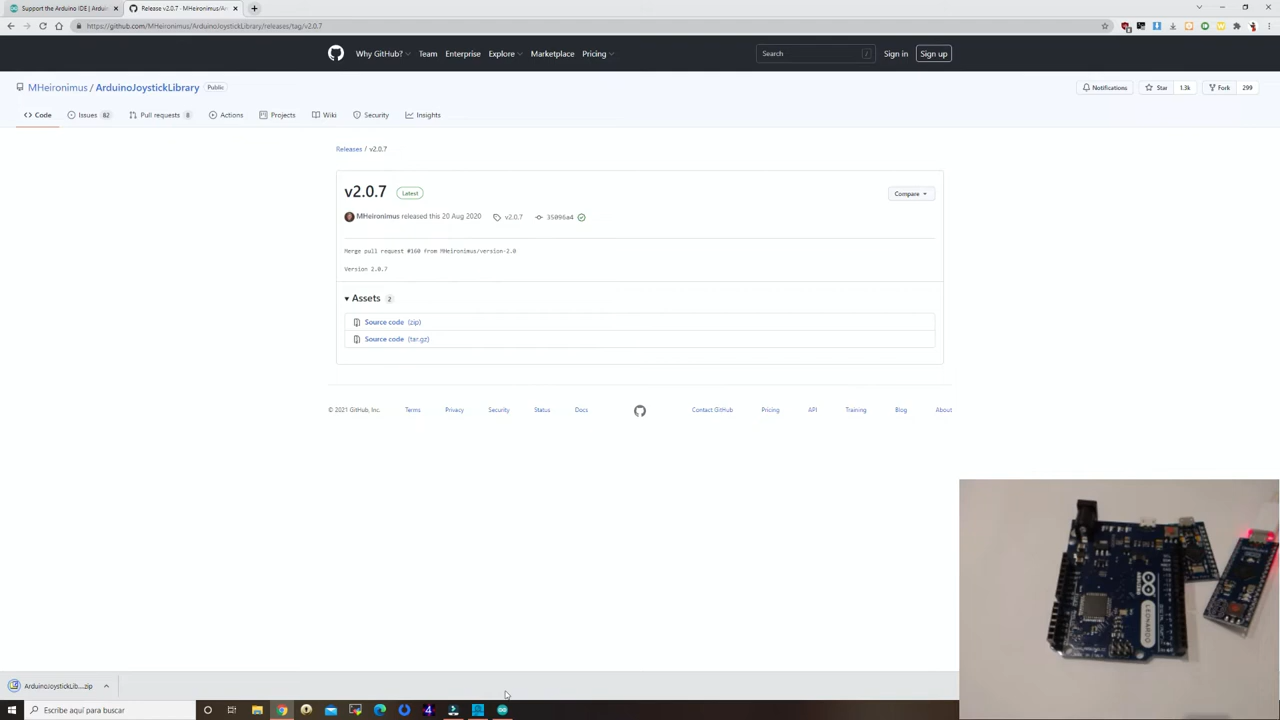 Support the Arduino IDE | Arduin
Release v2.0.7 · MHeironimus/Ar
https://github.com/MHeironimus/ArduinoJoystickLibrary/releases/tag/v2.0.7
Why GitHub?
Team
Enterprise
Explore
Marketplace
Pricing
Search
/
Sign in
Sign up
MHeironimus / ArduinoJoystickLibrary
Public
Notifications
Star 1.3k
Fork 299
Code
Issues 82
Pull requests 8
Actions
Projects
Wiki
Security
Insights
Releases / v2.0.7
v2.0.7
Latest
Compare
MHeironimus released this 20 Aug 2020
v2.0.7
35096a4
Merge pull request #160 from MHeironimus/version-2.0
Version 2.0.7
Assets 2
Source code (zip)
Source code (tar.gz)
© 2021 GitHub, Inc.
Terms
Privacy
Security
Status
Docs
Contact GitHub
Pricing
API
Training
Blog
About
LEONARDO
ArduinoJoystickLib....zip
Escribe aquí para buscar